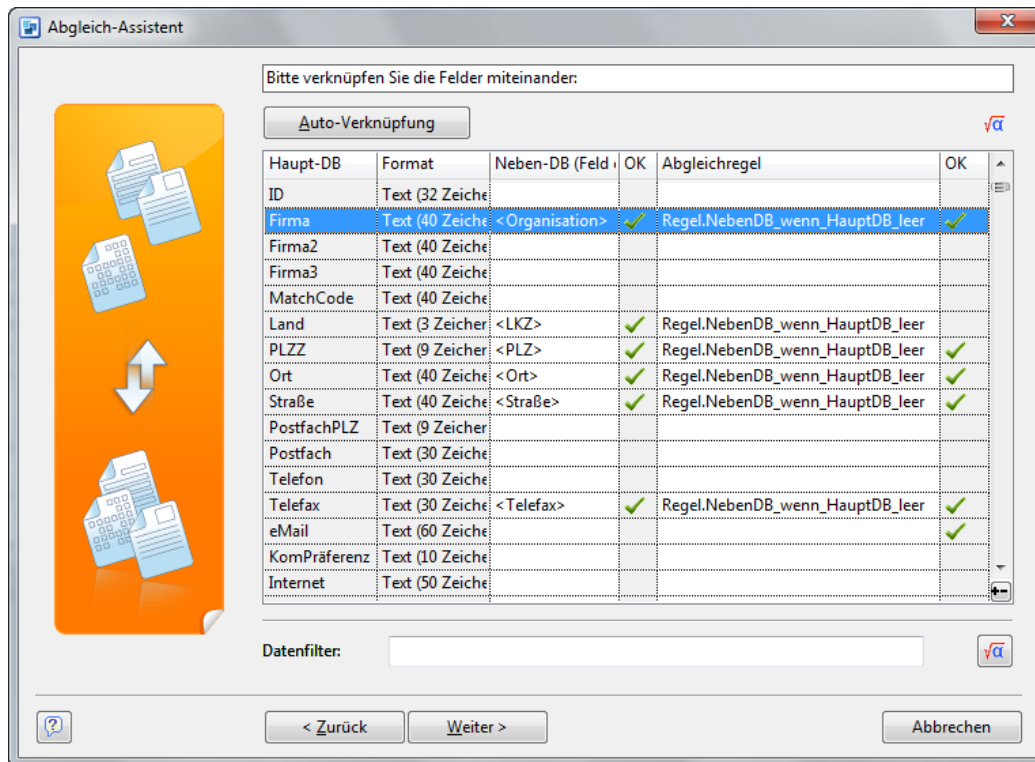 Abgleich-Assistent
Bitte verknüpfen Sie die Felder miteinander:
Auto-Verknüpfung
√α
Haupt-DB Format Neben-DB (Feld OK Abgleichregel OK
ID Text (32 Zeiche
Firma Text (40 Zeiche <Organisation> Regel.NebenDB_wenn_HauptDB_leer
Firma2 Text (40 Zeiche
Firma3 Text (40 Zeiche
MatchCode Text (40 Zeiche
Land Text (3 Zeicher <LKZ> Regel.NebenDB_wenn_HauptDB_leer
PLZZ Text (9 Zeicher <PLZ> Regel.NebenDB_wenn_HauptDB_leer
Ort Text (40 Zeiche <Ort> Regel.NebenDB_wenn_HauptDB_leer
Straße Text (40 Zeiche <Straße> Regel.NebenDB_wenn_HauptDB_leer
PostfachPLZ Text (9 Zeicher
Postfach Text (30 Zeiche
Telefon Text (30 Zeiche
Telefax Text (30 Zeiche <Telefax> Regel.NebenDB_wenn_HauptDB_leer
eMail Text (60 Zeiche
KomPräferenz Text (10 Zeiche
Internet Text (50 Zeiche
Datenfilter:
√α
< Zurück Weiter > Abbrechen